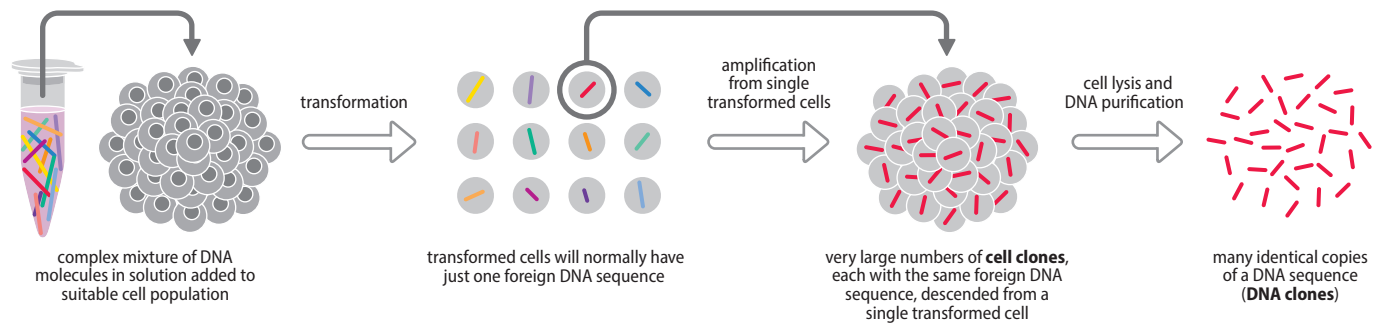 transformation
amplification
from single
transformed cells
cell lysis and
DNA purification
complex mixture of DNA
molecules in solution added to
suitable cell population
transformed cells will normally have
just one foreign DNA sequence
very large numbers of cell clones,
each with the same foreign DNA
sequence, descended from a
single transformed cell
many identical copies
of a DNA sequence
(DNA clones)